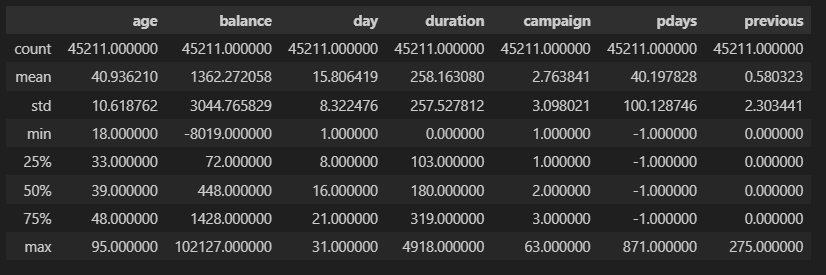 age balance day duration campaign pdays previous
count 45211.000000 45211.000000 45211.000000 45211.000000 45211.000000 45211.000000 45211.000000
mean 40.936210 1362.272058 15.806419 258.163080 2.763841 40.197828 0.580323
std 10.618762 3044.765829 8.322476 257.527812 3.098021 100.128746 2.303441
min 18.000000 -8019.000000 1.000000 0.000000 1.000000 -1.000000 0.000000
25% 33.000000 72.000000 8.000000 103.000000 1.000000 -1.000000 0.000000
50% 39.000000 448.000000 16.000000 180.000000 2.000000 -1.000000 0.000000
75% 48.000000 1428.000000 21.000000 319.000000 3.000000 -1.000000 0.000000
max 95.000000 102127.000000 31.000000 4918.000000 63.000000 871.000000 275.000000